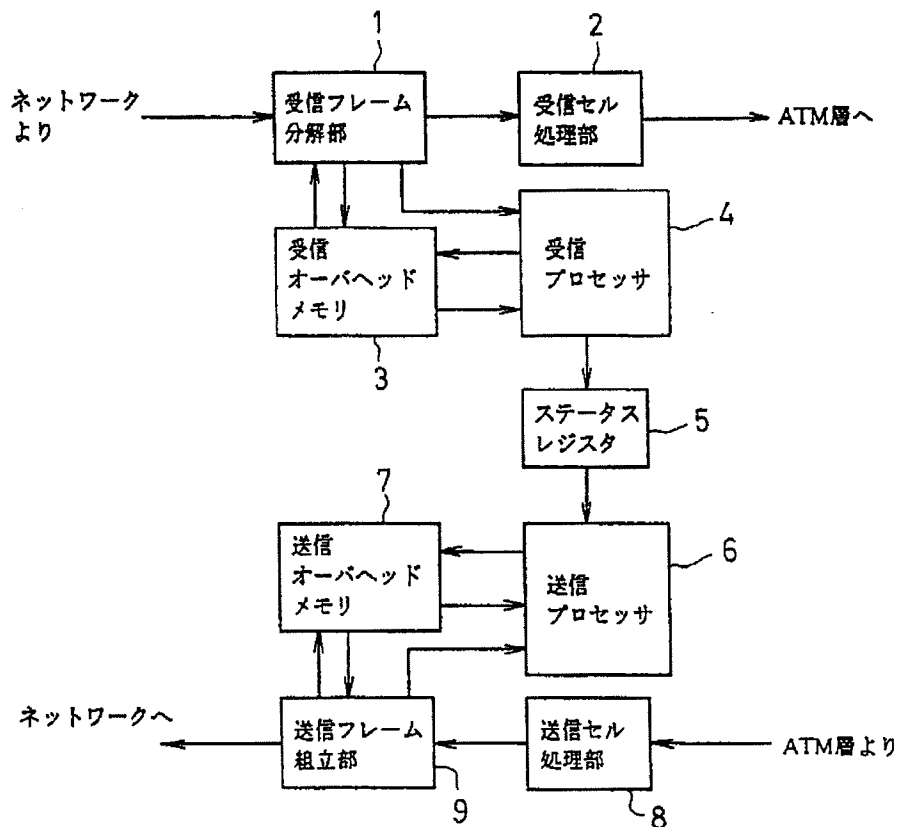 1
2
ネットワーク
より
受信フレーム
分解部
受信セル
処理部
ATM層へ
4
受信
オーバヘッド
メモリ
受信
プロセッサ
3
ステータス
レジスタ
5
7
送信
オーバヘッド
メモリ
送信
プロセッサ
6
ネットワークへ
送信フレーム
組立部
送信セル
処理部
ATM層より
9
8